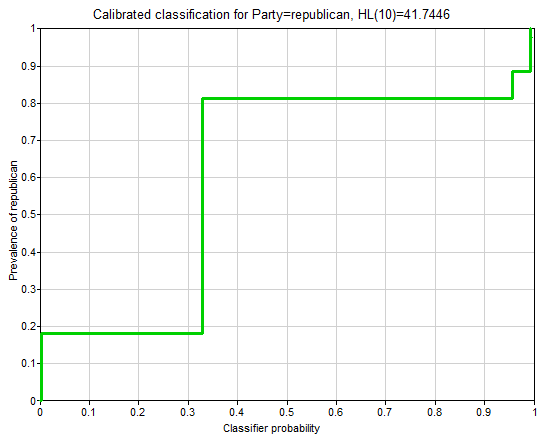 Calibrated classification for Party=republican, HL(10)=41.7446
1
0.9
0.8
0.7
0.6
0.5
0.4
0.3
0.2
0.1
0
Prevalence of republican
0 0.1 0.2 0.3 0.4 0.5 0.6 0.7 0.8 0.9 1
Classifier probability